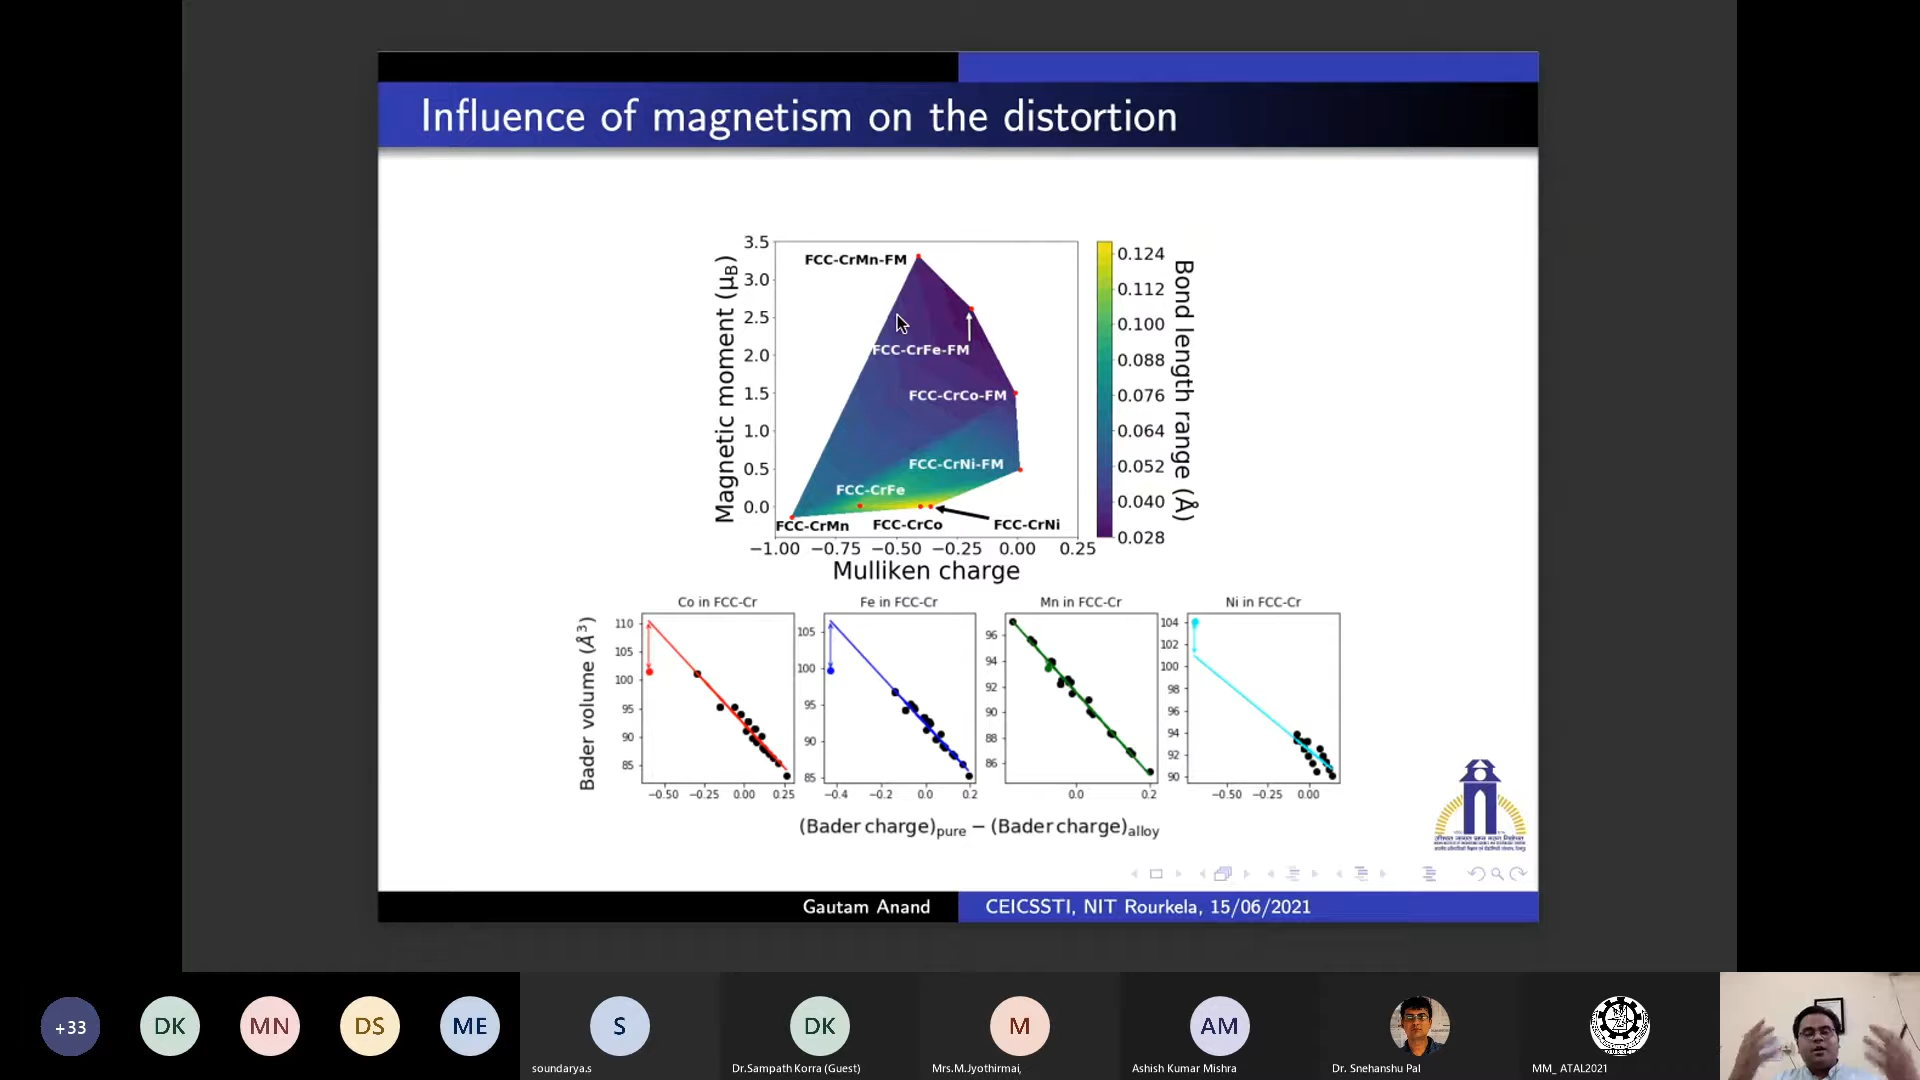 Influence of magnetism on the distortion
3.5
3.0
2.5
2.0
1.5
1.0
0.5
0.0
Magnetic moment (μB)
FCC-CrMn-FM
FCC-CrFe-FM
FCC-CrCo-FM
FCC-CrNi-FM
FCC-CrFe
FCC-CrMn
FCC-CrCo
FCC-CrNi
−1.00 −0.75 −0.50 −0.25 0.00 0.25
Mulliken charge
0.124
0.112
0.100
0.088
0.076
0.064
0.052
0.040
0.028
Bond length range (Å)
Bader volume (Å³)
Co in FCC-Cr
110
105
100
95
90
85
−0.50 −0.25 0.00 0.25
Fe in FCC-Cr
105
100
95
90
85
−0.4 −0.2 0.0 0.2
Mn in FCC-Cr
96
94
92
90
88
86
0.0 0.2
Ni in FCC-Cr
104
102
100
98
96
94
92
90
−0.50 −0.25 0.00
(Bader charge)pure − (Bader charge)alloy
Gautam Anand
CEICSSTI, NIT Rourkela, 15/06/2021
+33
DK
MN
DS
ME
S
soundarya.s
DK
Dr.Sampath Korra (Guest)
M
Mrs.M.Jyothirmai,
AM
Ashish Kumar Mishra
Dr. Snehanshu Pal
MM_ ATAL2021